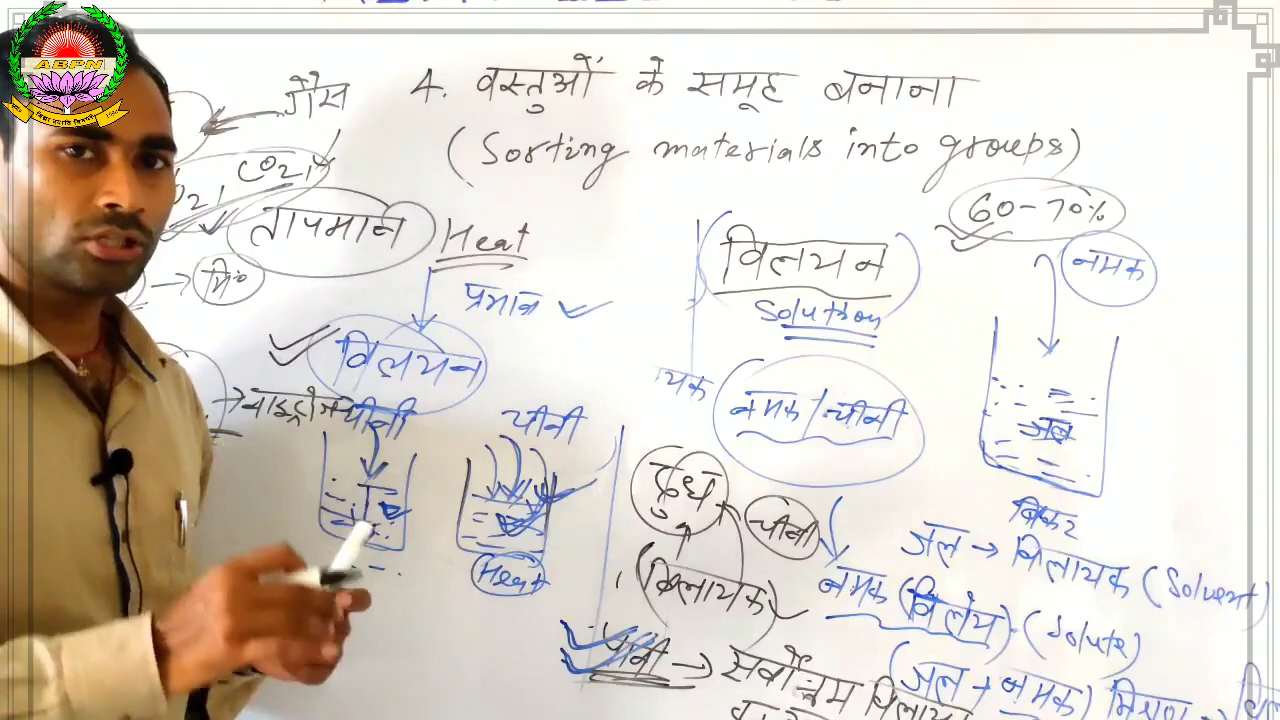 ABPN
गैस
4. वस्तुओं के समूह बनाना
(Sorting materials into groups)
CO2
तापमान
Heat
प्रभाव
विलयन
चीनी
चीनी
Heat
विलयन
Solution
60-70%
नमक
नमक/चीनी
जल
बिकर
दुध + चीनी
विलायक
जल → विलायक (Solvent)
नमक (विलेय) (Solute)
पानी → सर्वोत्तम विलायक
(जल + नमक) मिश्रण →